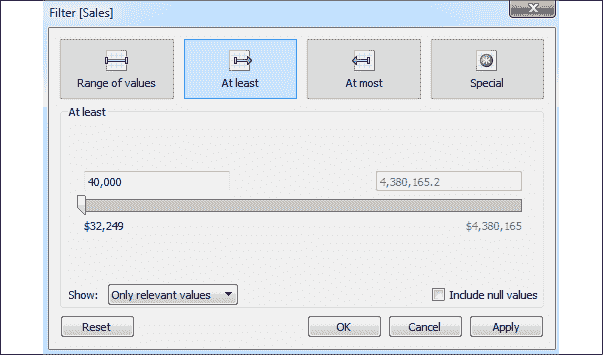 Filter [Sales]
Range of values At least At most Special
At least
40,000 4,380,165.2
$32,249 $4,380,165
Show: Only relevant values Include null values
Reset OK Cancel Apply